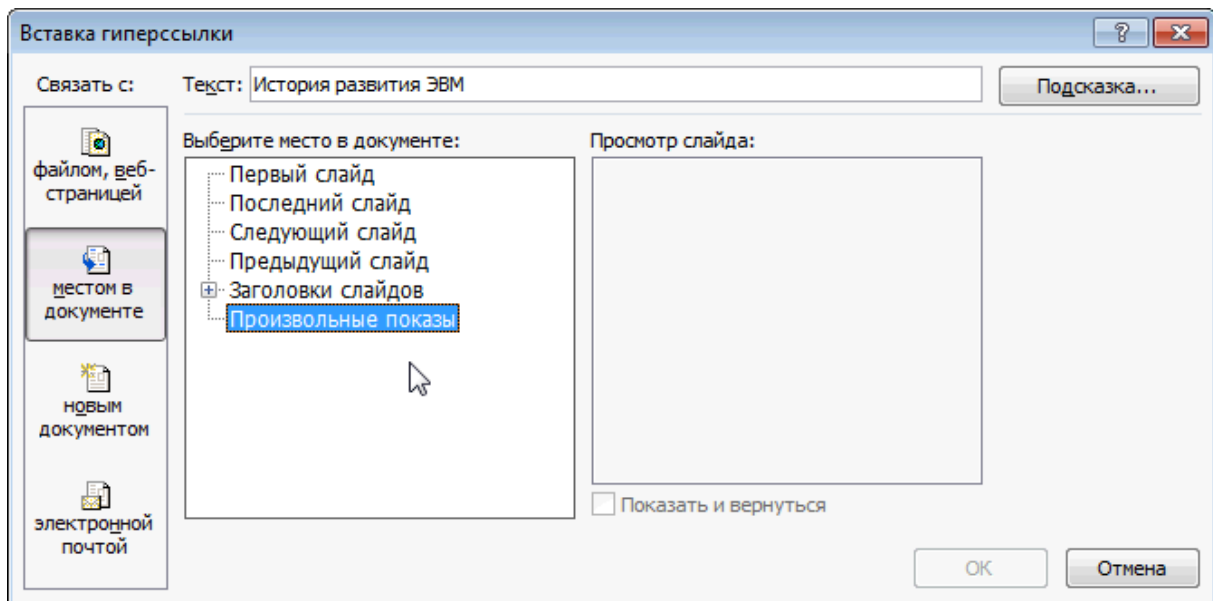 Вставка гиперссылки
Связать с:
Текст: История развития ЭВМ
Подсказка...
файлом, веб-
страницей
местом в
документе
новым
документом
электронной
почтой
Выберите место в документе:
Первый слайд
Последний слайд
Следующий слайд
Предыдущий слайд
Заголовки слайдов
Произвольные показы
Просмотр слайда:
Показать и вернуться
ОК
Отмена